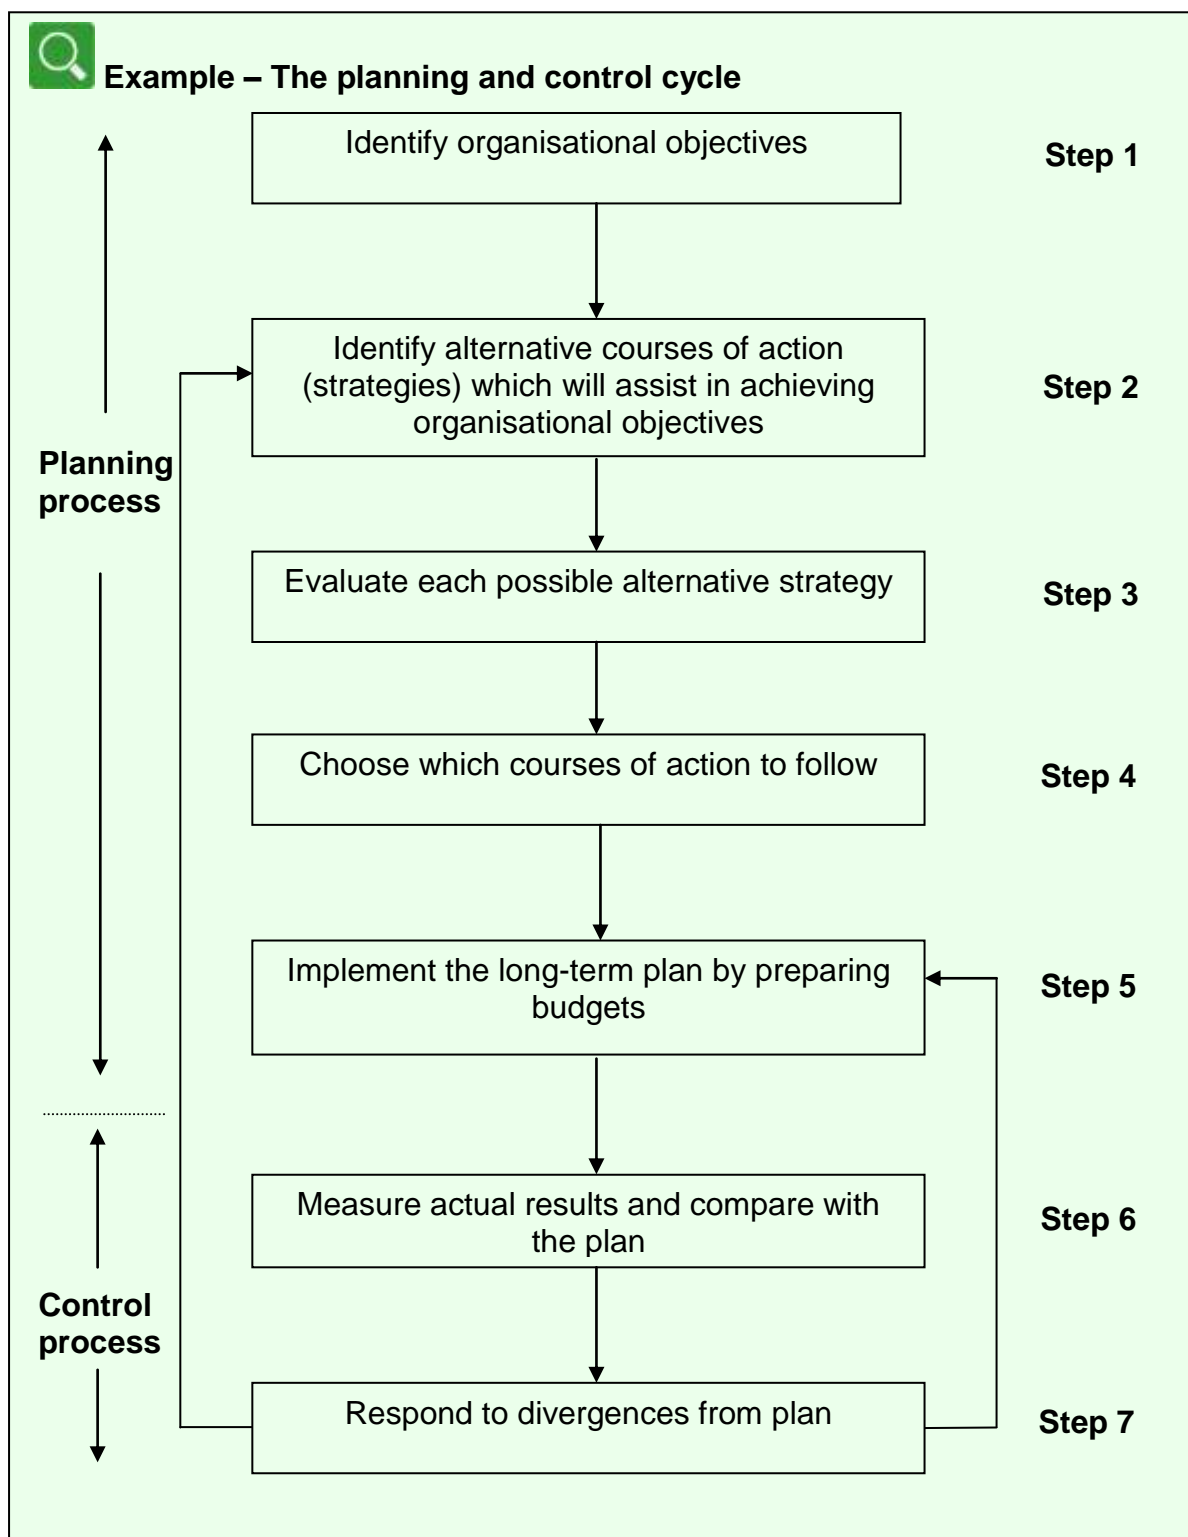 Example – The planning and control cycle
Identify organisational objectives
Step 1
Identify alternative courses of action
(strategies) which will assist in achieving
organisational objectives
Step 2
Planning
process
Evaluate each possible alternative strategy
Step 3
Choose which courses of action to follow
Step 4
Implement the long-term plan by preparing
budgets
Step 5
Measure actual results and compare with
the plan
Step 6
Control
process
Respond to divergences from plan
Step 7